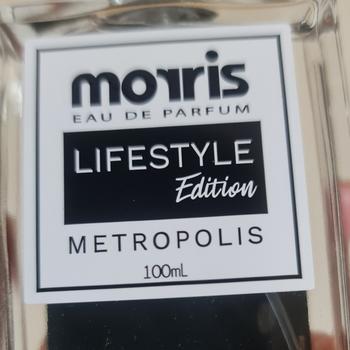 morris
EAU DE PARFUM
LIFESTYLE
Edition
METROPOLIS
100mL